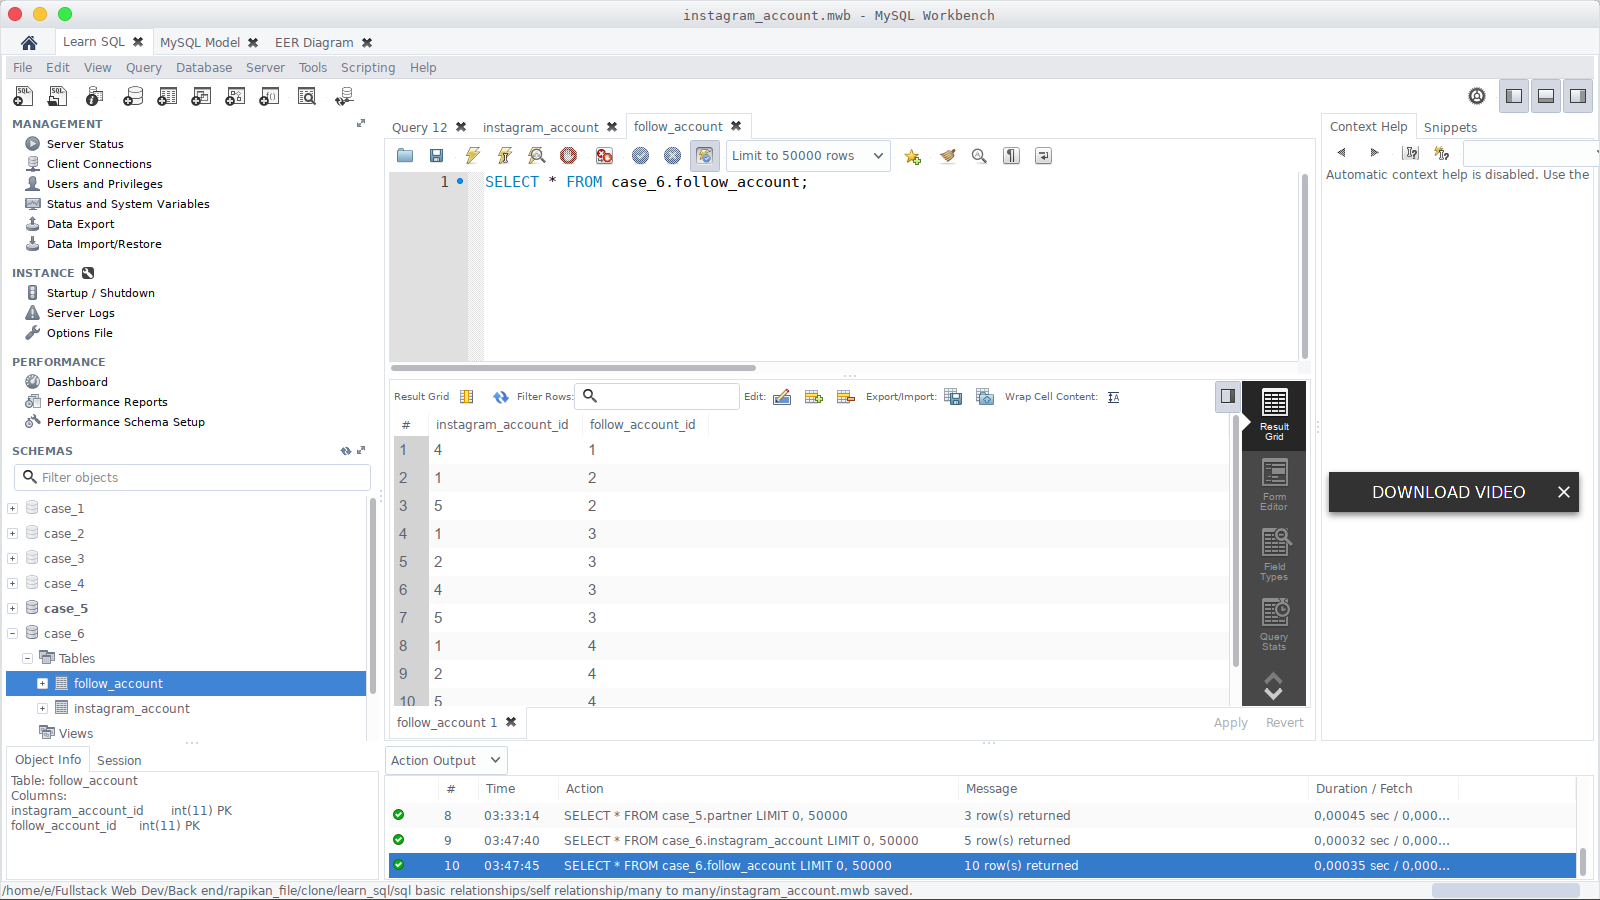 instagram_account.mwb - MySQL Workbench
Learn SQL MySQL Model EER Diagram
File Edit View Query Database Server Tools Scripting Help
MANAGEMENT
Server Status
Client Connections
Users and Privileges
Status and System Variables
Data Export
Data Import/Restore
INSTANCE
Startup / Shutdown
Server Logs
Options File
PERFORMANCE
Dashboard
Performance Reports
Performance Schema Setup
SCHEMAS
Filter objects
case_1
case_2
case_3
case_4
case_5
case_6
Tables
follow_account
instagram_account
Views
Object Info Session
Table: follow_account
Columns:
instagram_account_id int(11) PK
follow_account_id int(11) PK
Query 12 instagram_account follow_account
Limit to 50000 rows
1 SELECT * FROM case_6.follow_account;
Result Grid Filter Rows: Edit: Export/Import: Wrap Cell Content:
# instagram_account_id follow_account_id
1 4 1
2 1 2
3 5 2
4 1 3
5 2 3
6 4 3
7 5 3
8 1 4
9 2 4
10 5 4
Result
Grid
Form
Editor
Field
Types
Query
Stats
follow_account 1 Apply Revert
Context Help Snippets
Automatic context help is disabled. Use the
DOWNLOAD VIDEO
Action Output
# Time Action Message Duration / Fetch
8 03:33:14 SELECT * FROM case_5.partner LIMIT 0, 50000 3 row(s) returned 0,00045 sec / 0,000...
9 03:47:40 SELECT * FROM case_6.instagram_account LIMIT 0, 50000 5 row(s) returned 0,00032 sec / 0,000...
10 03:47:45 SELECT * FROM case_6.follow_account LIMIT 0, 50000 10 row(s) returned 0,00035 sec / 0,000...
/home/e/Fullstack Web Dev/Back end/rapikan_file/clone/learn_sql/sql basic relationships/self relationship/many to many/instagram_account.mwb saved.